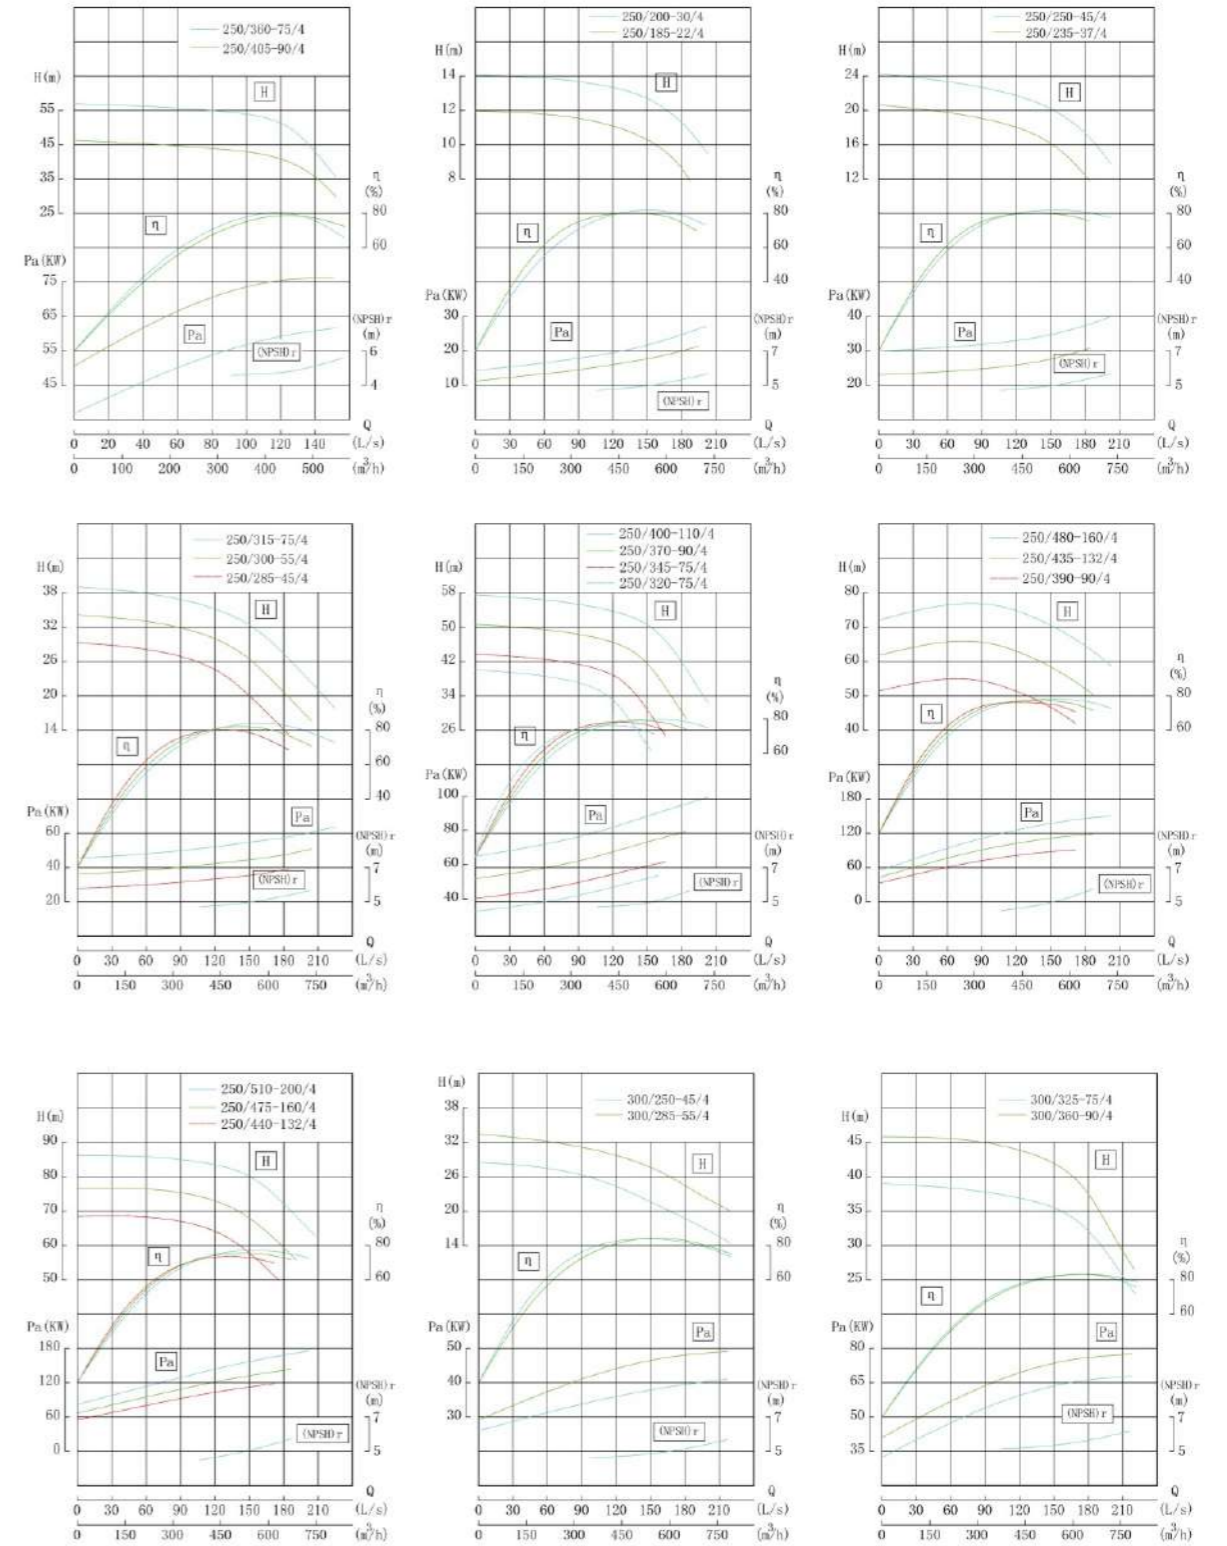 250/360-75/4
250/405-90/4
H(m)
55
45
35
25
H
η
(%)
80
60
η
Pa(KW)
75
65
55
45
Pa
(NPSH)r
(m)
6
4
(NPSH)r
Q
0 20 40 60 80 100 120 140 (L/s)
0 100 200 300 400 500 (m³/h)
250/200-30/4
250/185-22/4
H(m)
14
12
10
8
H
η
(%)
80
60
40
η
Pa(KW)
30
20
10
Pa
(NPSH)r
(m)
7
5
(NPSH)r
Q
0 30 60 90 120 150 180 210 (L/s)
0 150 300 450 600 750 (m³/h)
250/250-45/4
250/235-37/4
H(m)
24
20
16
12
H
η
(%)
80
60
40
η
Pa(KW)
40
30
20
Pa
(NPSH)r
(m)
7
5
(NPSH)r
Q
0 30 60 90 120 150 180 210 (L/s)
0 150 300 450 600 750 (m³/h)
250/315-75/4
250/300-55/4
250/285-45/4
H(m)
38
32
26
20
14
H
η
(%)
80
60
40
η
Pa(KW)
60
40
20
Pa
(NPSH)r
(m)
7
5
(NPSH)r
Q
0 30 60 90 120 150 180 210 (L/s)
0 150 300 450 600 750 (m³/h)
250/400-110/4
250/370-90/4
250/345-75/4
250/320-75/4
H(m)
58
50
42
34
26
H
η
(%)
80
60
η
Pa(KW)
100
80
60
40
Pa
(NPSH)r
(m)
7
5
(NPSH)r
Q
0 30 60 90 120 150 180 210 (L/s)
0 150 300 450 600 750 (m³/h)
250/480-160/4
250/435-132/4
250/390-90/4
H(m)
80
70
60
50
40
H
η
(%)
80
60
η
Pa(KW)
180
120
60
0
Pa
(NPSH)r
(m)
7
5
(NPSH)r
Q
0 30 60 90 120 150 180 210 (L/s)
0 150 300 450 600 750 (m³/h)
250/510-200/4
250/475-160/4
250/440-132/4
H(m)
90
80
70
60
50
H
η
(%)
80
60
η
Pa(KW)
180
120
60
0
Pa
(NPSH)r
(m)
7
5
(NPSH)r
Q
0 30 60 90 120 150 180 210 (L/s)
0 150 300 450 600 750 (m³/h)
300/250-45/4
300/285-55/4
H(m)
38
32
26
20
14
H
η
(%)
80
60
η
Pa(KW)
50
40
30
Pa
(NPSH)r
(m)
7
5
(NPSH)r
Q
0 30 60 90 120 150 180 210 (L/s)
0 150 300 450 600 750 (m³/h)
300/325-75/4
300/360-90/4
H(m)
45
40
35
30
25
H
η
(%)
80
60
η
Pa(KW)
80
65
50
35
Pa
(NPSH)r
(m)
7
5
(NPSH)r
Q
0 30 60 90 120 150 180 210 (L/s)
0 150 300 450 600 750 (m³/h)